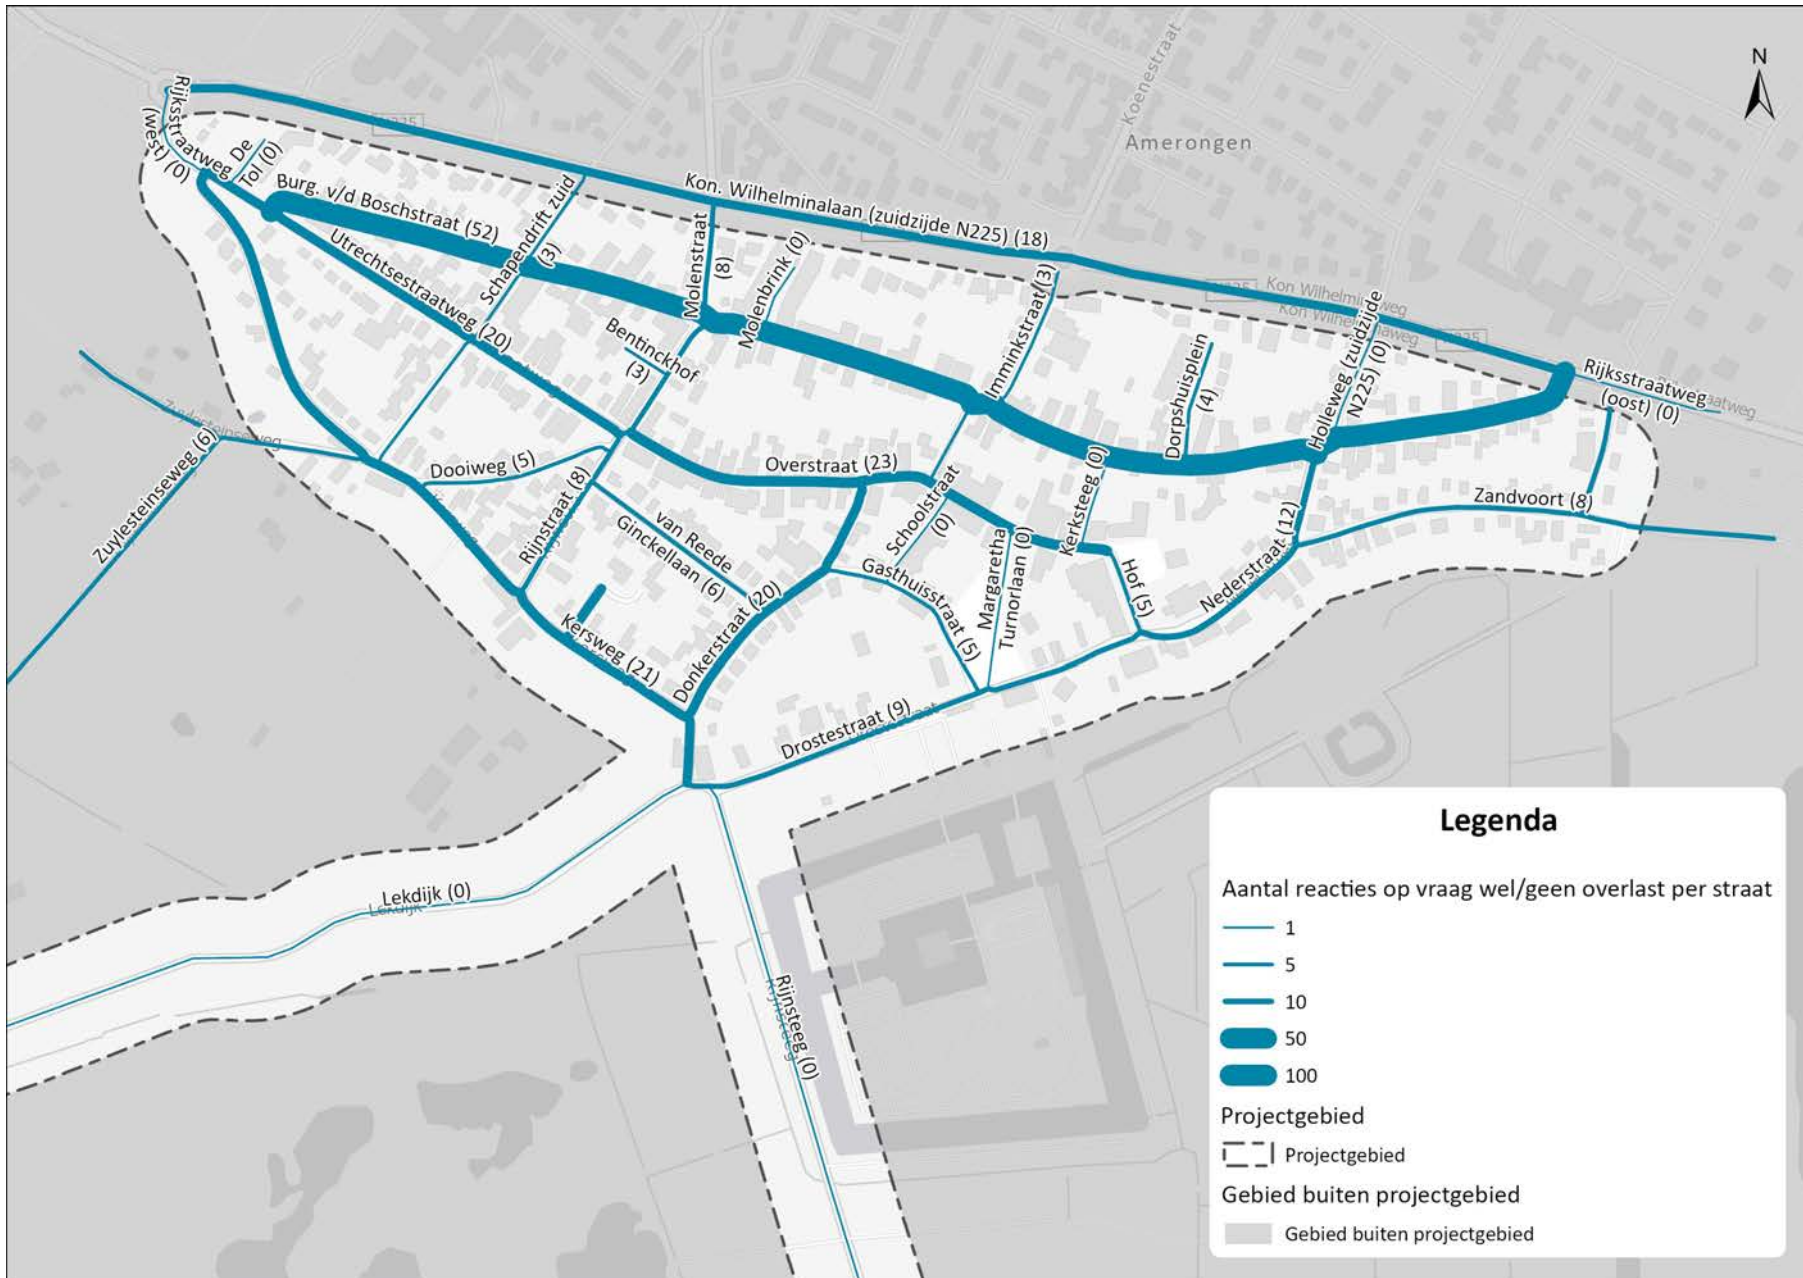 N
Koenestraat
Amerongen
N225
Rijksstraatweg
(west) (0)
De
Tol (0)
Burg. v/d Boschstraat (52)
Schapendrift zuid
(3)
Utrechtsestraatweg (20)
Kon. Wilhelminalaan (zuidzijde N225) (18)
Molenstraat
(8)
Molenbrink (0)
Bentinckhof
(3)
Imminkstraat (3)
Dorpshuisplein
(4)
Kon Wilhelminaweg
Kon Wilhelminaweg
Holleweg (zuidzijde
N225) (0)
Rijksstraatweg
(oost) (0)
Zuylesteinseweg (6)
Dooiweg (5)
Rijnstraat (8)
van Reede
Ginckellaan (6)
Overstraat (23)
Schoolstraat
(0)
Kerksteeg (0)
Zandvoort (8)
Gasthuisstraat (5)
Margaretha
Turnorlaan (0)
Hof (5)
Nederstraat (12)
Kersweg (21)
Donkerstraat (20)
Drostestraat (9)
Lekdijk (0)
Lekdijk
Rijnsteeg (0)
Rijnsteeg
Legenda
Aantal reacties op vraag wel/geen overlast per straat
1
5
10
50
100
Projectgebied
Projectgebied
Gebied buiten projectgebied
Gebied buiten projectgebied